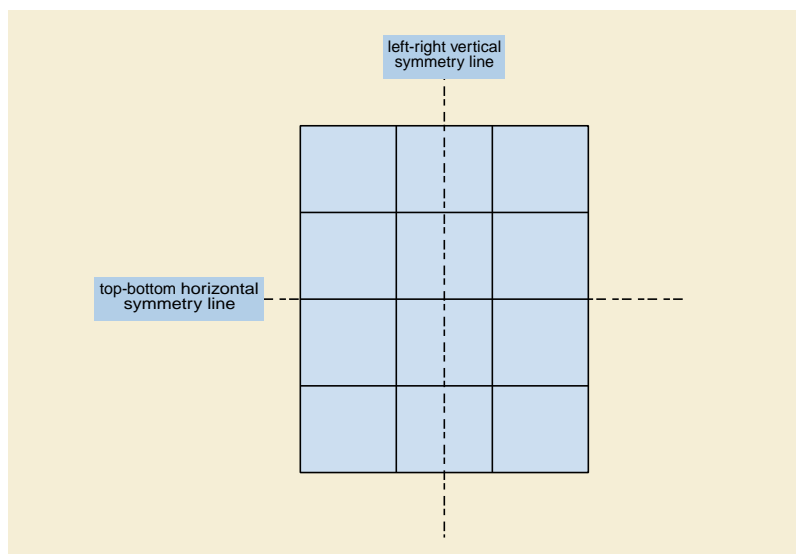 left-right vertical
symmetry line
top-bottom horizontal
symmetry line